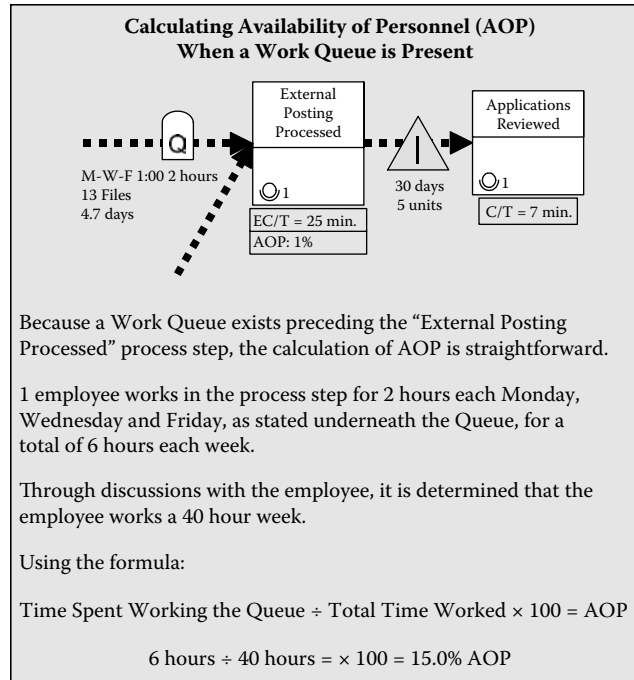 Calculating Availability of Personnel (AOP)
When a Work Queue is Present
External
Posting
Processed
Applications
Reviewed
Q
I
M-W-F 1:00 2 hours
13 Files
4.7 days
1
30 days
5 units
1
EC/T = 25 min.
AOP: 1%
C/T = 7 min.
Because a Work Queue exists preceding the “External Posting
Processed” process step, the calculation of AOP is straightforward.
1 employee works in the process step for 2 hours each Monday,
Wednesday and Friday, as stated underneath the Queue, for a
total of 6 hours each week.
Through discussions with the employee, it is determined that the
employee works a 40 hour week.
Using the formula:
Time Spent Working the Queue ÷ Total Time Worked × 100 = AOP
6 hours ÷ 40 hours = × 100 = 15.0% AOP